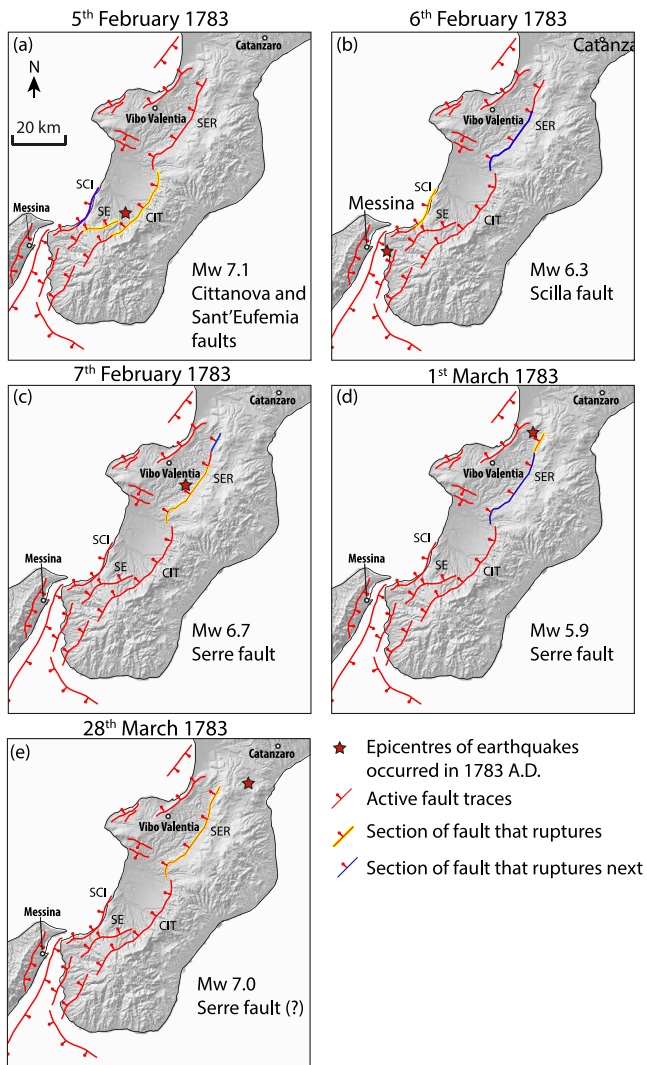 5th February 1783
(a)
Catanzaro
N
20 km
Vibo Valentia
SER
SCI
Messina
SE
CIT
Mw 7.1
Cittanova and
Sant'Eufemia
faults
6th February 1783
(b)
Catanza
Vibo Valentia
SER
SCI
Messina
SE
CIT
Mw 6.3
Scilla fault
7th February 1783
(c)
Catanzaro
Vibo Valentia
SER
SCI
SE
Messina
CIT
Mw 6.7
Serre fault
1st March 1783
(d)
Catanzaro
Vibo Valentia
SER
SCI
SE
Messina
CIT
Mw 5.9
Serre fault
28th March 1783
(e)
Catanzaro
Vibo Valentia
SER
SCI
Messina
SE
CIT
Mw 7.0
Serre fault (?)
Epicentres of earthquakes
occurred in 1783 A.D.
Active fault traces
Section of fault that ruptures
Section of fault that ruptures next